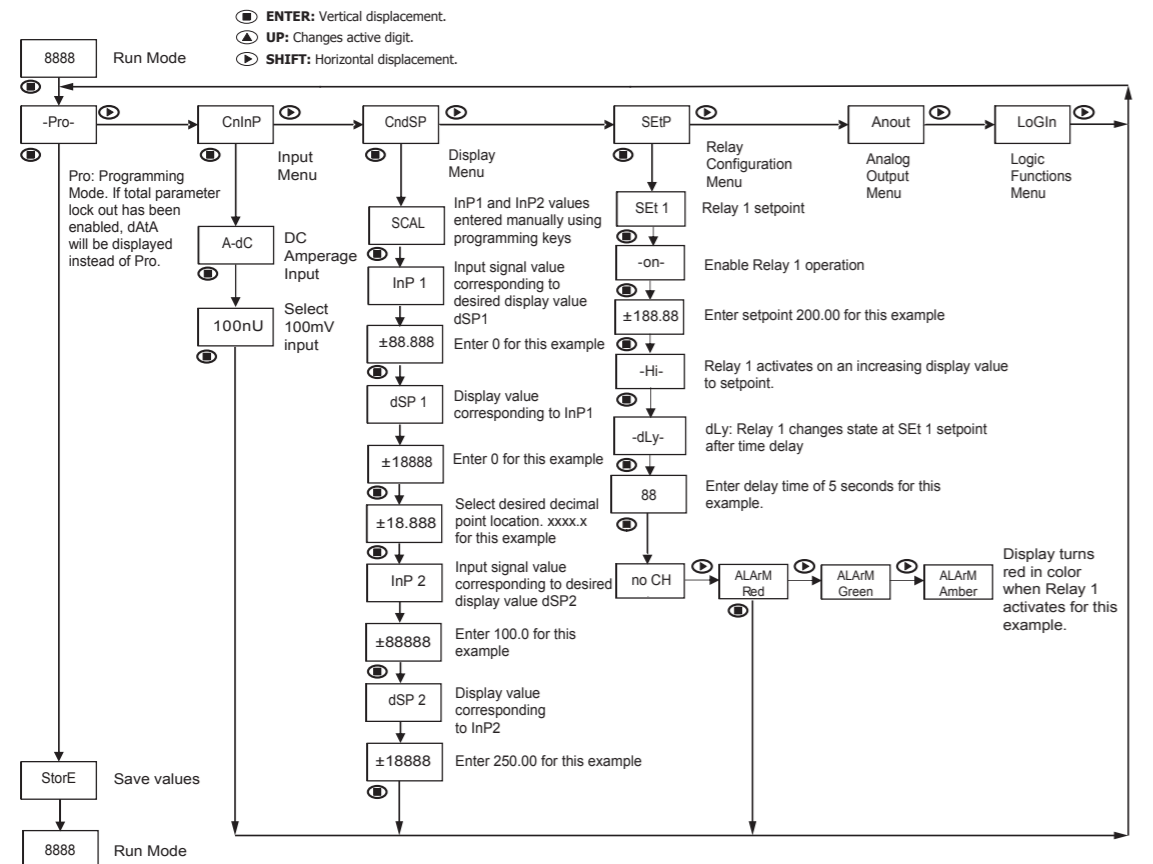 ENTER: Vertical displacement.
UP: Changes active digit.
SHIFT: Horizontal displacement.
8888
Run Mode
-Pro-
CnInP
CndSP
SEtP
Anout
LoGIn
Pro: Programming
Mode. If total parameter
lock out has been
enabled, dAtA
will be displayed
instead of Pro.
Input
Menu
A-dC
DC
Amperage
Input
100nU
Select
100mV
input
Display
Menu
SCAL
InP1 and InP2 values
entered manually using
programming keys
InP 1
Input signal value
corresponding to
desired display value
dSP1
±88.888
Enter 0 for this example
dSP 1
Display value
corresponding to InP1
±18888
Enter 0 for this example
±18.888
Select desired decimal
point location. xxxx.x
for this example
InP 2
Input signal value
corresponding to desired
display value dSP2
±88888
Enter 100.0 for this
example
dSP 2
Display value
corresponding
to InP2
±18888
Enter 250.00 for this example
Relay
Configuration
Menu
SEt 1
Relay 1 setpoint
-on-
Enable Relay 1 operation
±188.88
Enter setpoint 200.00 for this example
-Hi-
Relay 1 activates on an increasing display value
to setpoint.
-dLy-
dLy: Relay 1 changes state at SEt 1 setpoint
after time delay
88
Enter delay time of 5 seconds for this
example.
no CH
ALArM
Red
ALArM
Green
ALArM
Amber
Display turns
red in color
when Relay 1
activates for this
example.
Analog
Output
Menu
Logic
Functions
Menu
StorE
Save values
8888
Run Mode